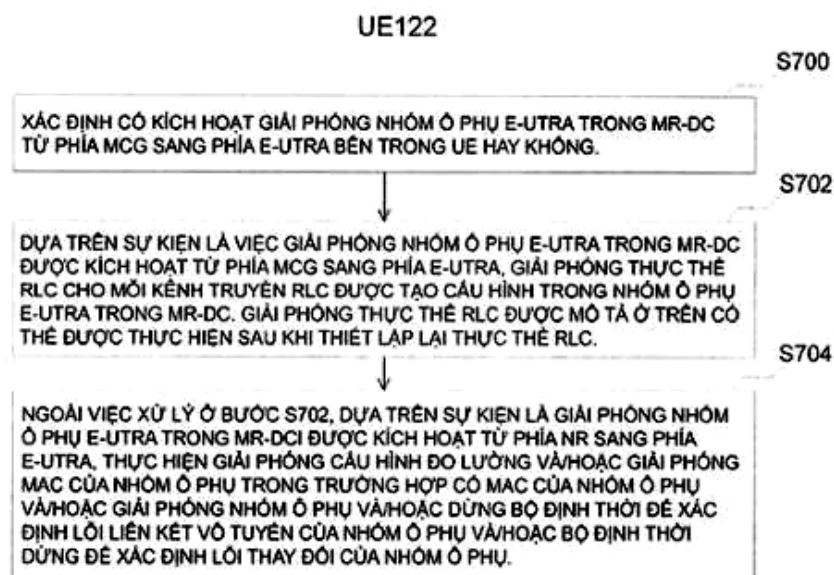 UE122
S700
XÁC ĐỊNH CÓ KÍCH HOẠT GIẢI PHÓNG NHÓM Ô PHỤ E-UTRA TRONG MR-DC
TỪ PHÍA MCG SANG PHÍA E-UTRA BÊN TRONG UE HAY KHÔNG.
S702
DỰA TRÊN SỰ KIỆN LÀ VIỆC GIẢI PHÓNG NHÓM Ô PHỤ E-UTRA TRONG MR-DC
ĐƯỢC KÍCH HOẠT TỪ PHÍA MCG SANG PHÍA E-UTRA, GIẢI PHÓNG THỰC THỂ
RLC CHO MỖI KÊNH TRUYỀN RLC ĐƯỢC TẠO CẤU HÌNH TRONG NHÓM Ô PHỤ
E-UTRA TRONG MR-DC. GIẢI PHÓNG THỰC THỂ RLC ĐƯỢC MÔ TẢ Ở TRÊN CÓ
THỂ ĐƯỢC THỰC HIỆN SAU KHI THIẾT LẬP LẠI THỰC THỂ RLC.
S704
NGOÀI VIỆC XỬ LÝ Ở BƯỚC S702, DỰA TRÊN SỰ KIỆN LÀ GIẢI PHÓNG NHÓM
Ô PHỤ E-UTRA TRONG MR-DCI ĐƯỢC KÍCH HOẠT TỪ PHÍA NR SANG PHÍA
E-UTRA, THỰC HIỆN GIẢI PHÓNG CẤU HÌNH ĐO LƯỜNG VÀ/HOẶC GIẢI PHÓNG
MAC CỦA NHÓM Ô PHỤ TRONG TRƯỜNG HỢP CÓ MAC CỦA NHÓM Ô PHỤ
VÀ/HOẶC GIẢI PHÓNG NHÓM Ô PHỤ VÀ/HOẶC DỪNG BỘ ĐỊNH THỜI ĐỂ XÁC
ĐỊNH LỖI LIÊN KẾT VÔ TUYẾN CỦA NHÓM Ô PHỤ VÀ/HOẶC BỘ ĐỊNH THỜI
DỪNG ĐỂ XÁC ĐỊNH LỖI THAY ĐỔI CỦA NHÓM Ô PHỤ.